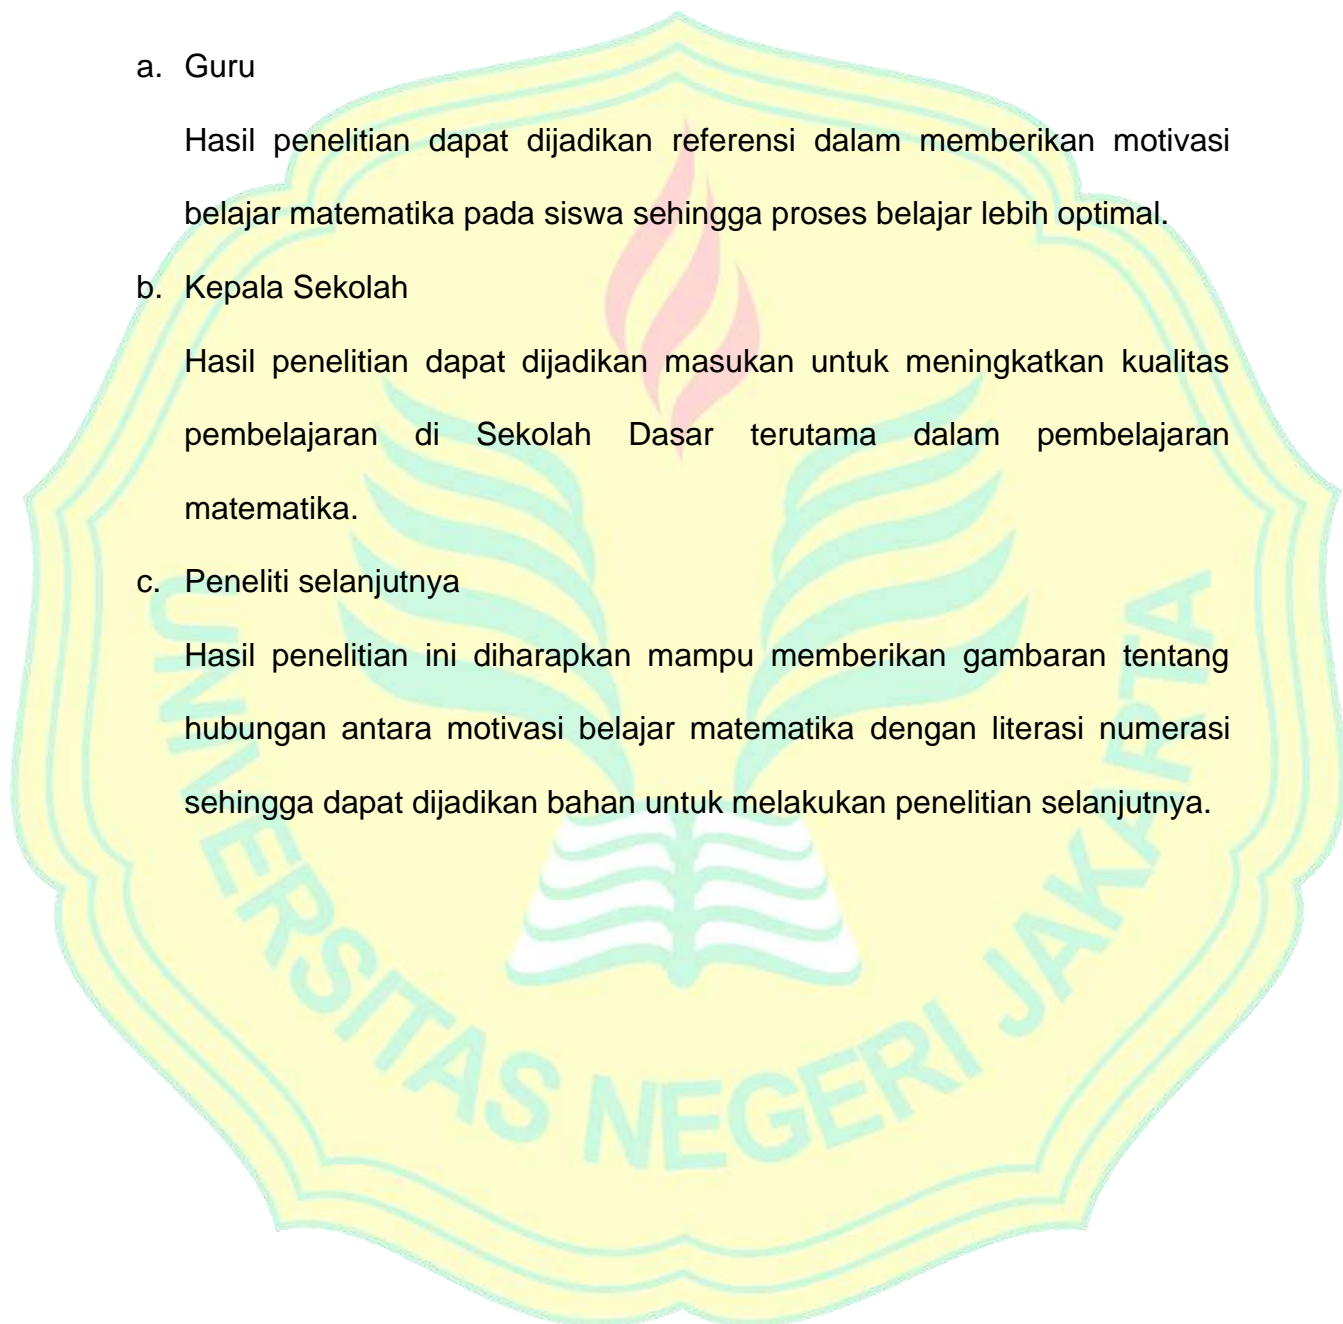 a. Guru
Hasil penelitian dapat dijadikan referensi dalam memberikan motivasi
belajar matematika pada siswa sehingga proses belajar lebih optimal.
b. Kepala Sekolah
Hasil penelitian dapat dijadikan masukan untuk meningkatkan kualitas
pembelajaran di Sekolah Dasar terutama dalam pembelajaran
matematika.
c. Peneliti selanjutnya
Hasil penelitian ini diharapkan mampu memberikan gambaran tentang
hubungan antara motivasi belajar matematika dengan literasi numerasi
sehingga dapat dijadikan bahan untuk melakukan penelitian selanjutnya.
UNIVERSITAS NEGERI JAKARTA